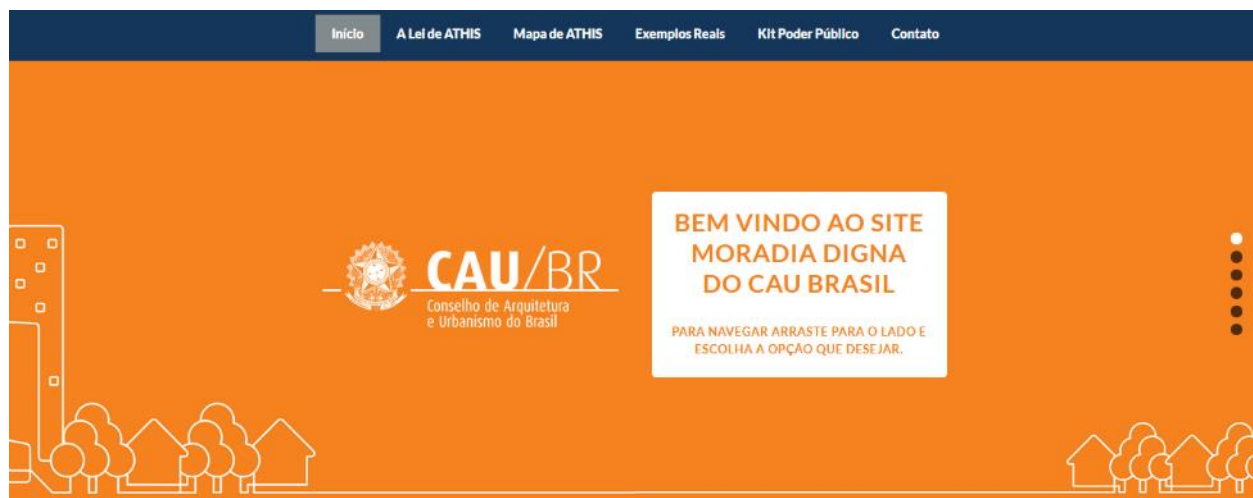 Início A Lei de ATHIS Mapa de ATHIS Exemplos Reais Kit Poder Público Contato
CAU/BR
Conselho de Arquitetura
e Urbanismo do Brasil
BEM VINDO AO SITE
MORADIA DIGNA
DO CAU BRASIL
PARA NAVEGAR ARRASTE PARA O LADO E
ESCOLHA A OPÇÃO QUE DESEJAR.